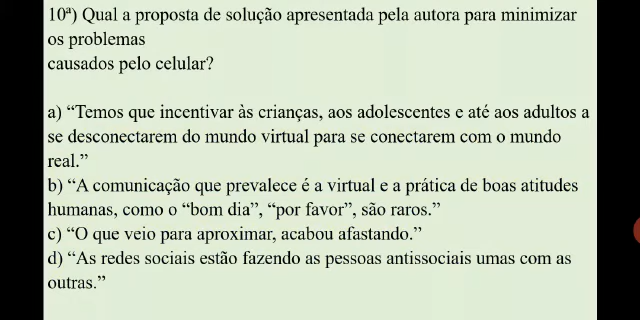 10ª) Qual a proposta de solução apresentada pela autora para minimizar
os problemas
causados pelo celular?
a) “Temos que incentivar às crianças, aos adolescentes e até aos adultos a
se desconectarem do mundo virtual para se conectarem com o mundo
real.”
b) “A comunicação que prevalece é a virtual e a prática de boas atitudes
humanas, como o “bom dia”, “por favor”, são raros.”
c) “O que veio para aproximar, acabou afastando.”
d) “As redes sociais estão fazendo as pessoas antissociais umas com as
outras.”